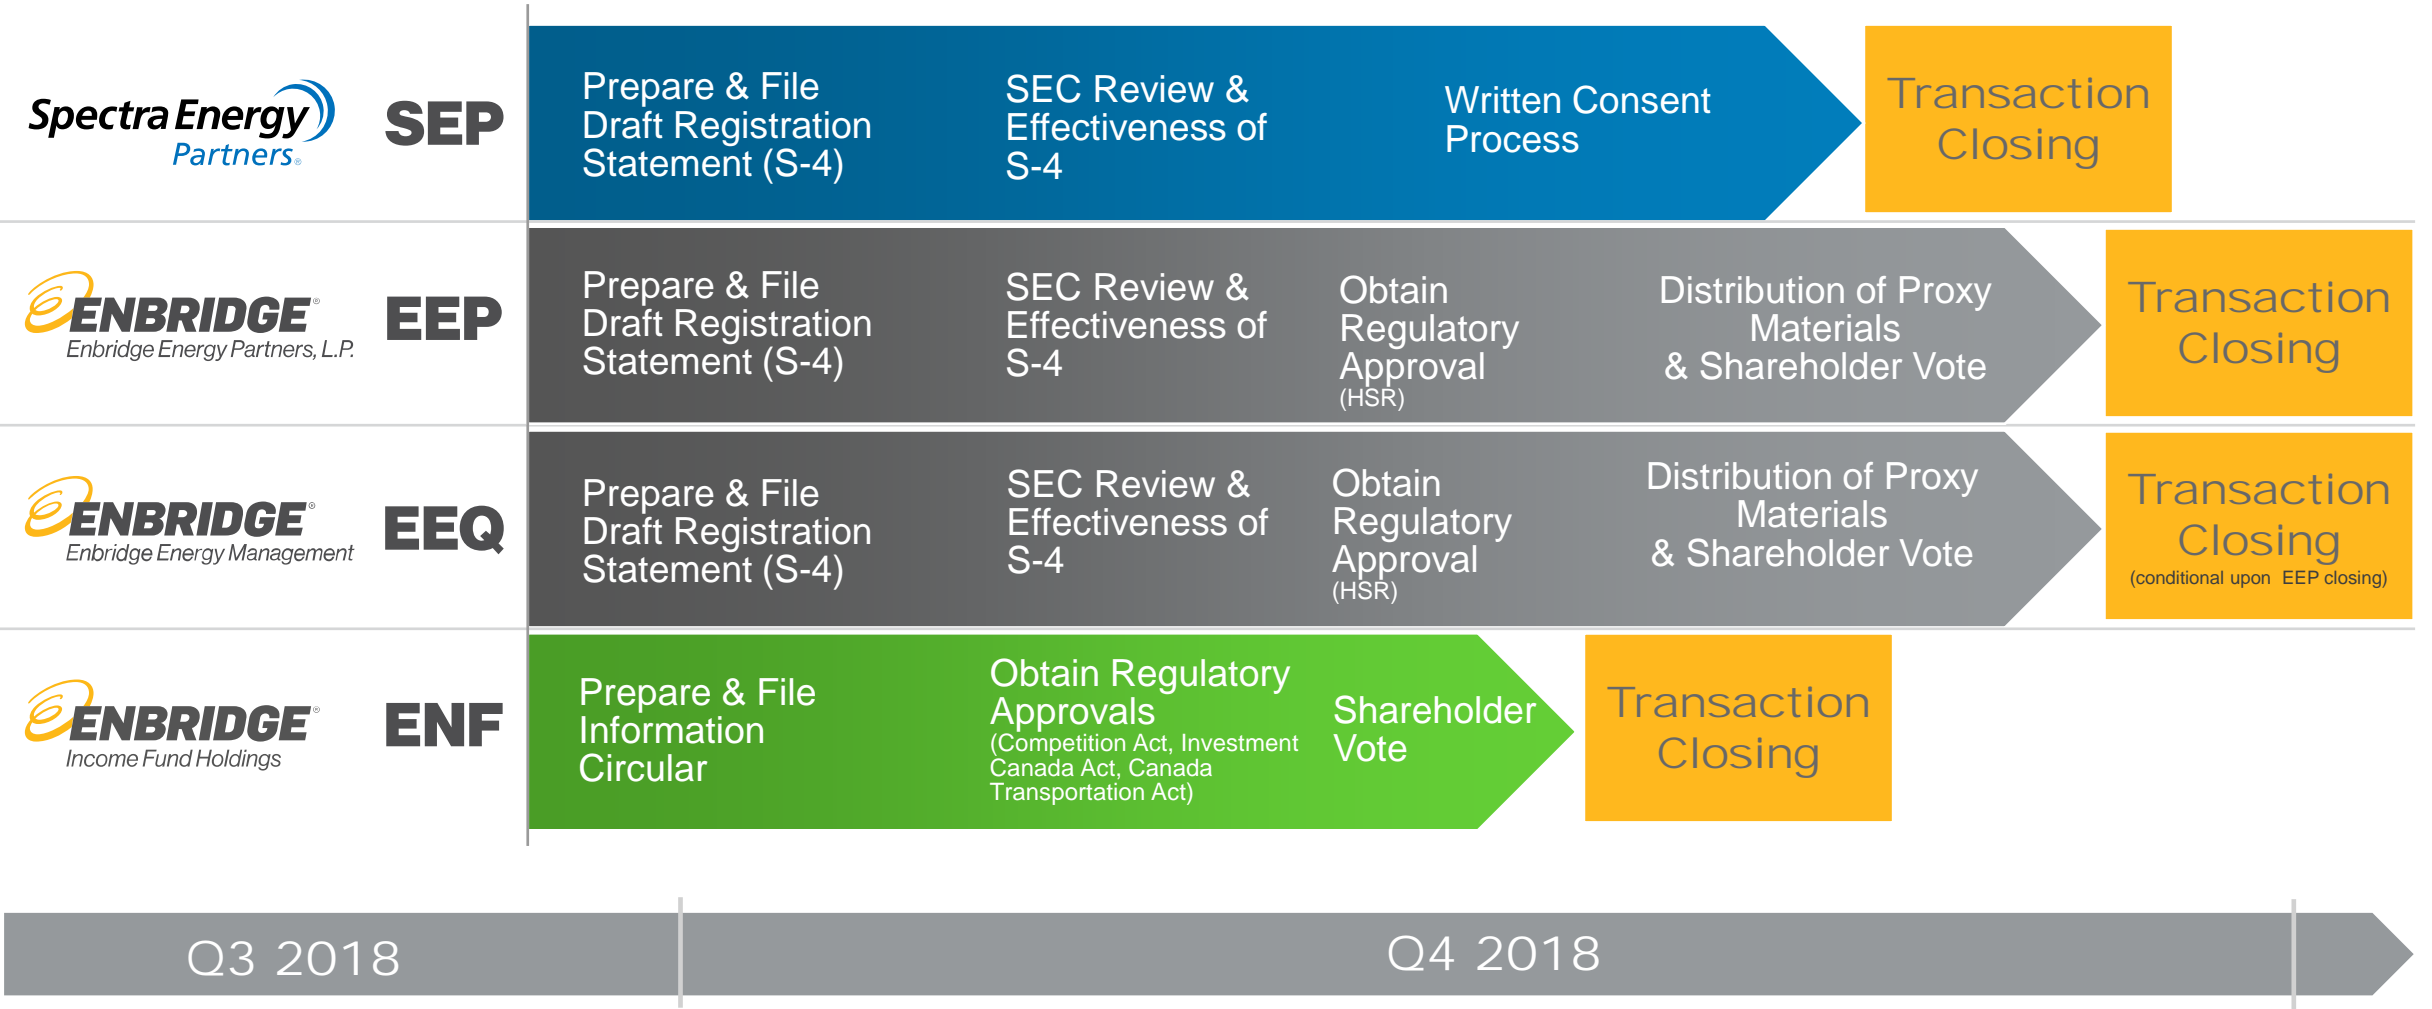 Spectra Energy
Partners®
SEP
Prepare & File
Draft Registration
Statement (S-4)
SEC Review &
Effectiveness of
S-4
Written Consent
Process
Transaction
Closing
ENBRIDGE®
Enbridge Energy Partners, L.P.
EEP
Prepare & File
Draft Registration
Statement (S-4)
SEC Review &
Effectiveness of
S-4
Obtain
Regulatory
Approval
(HSR)
Distribution of Proxy
Materials
& Shareholder Vote
Transaction
Closing
ENBRIDGE®
Enbridge Energy Management
EEQ
Prepare & File
Draft Registration
Statement (S-4)
SEC Review &
Effectiveness of
S-4
Obtain
Regulatory
Approval
(HSR)
Distribution of Proxy
Materials
& Shareholder Vote
Transaction
Closing
(conditional upon EEP closing)
ENBRIDGE®
Income Fund Holdings
ENF
Prepare & File
Information
Circular
Obtain Regulatory
Approvals
(Competition Act, Investment
Canada Act, Canada
Transportation Act)
Shareholder
Vote
Transaction
Closing
Q3 2018
Q4 2018